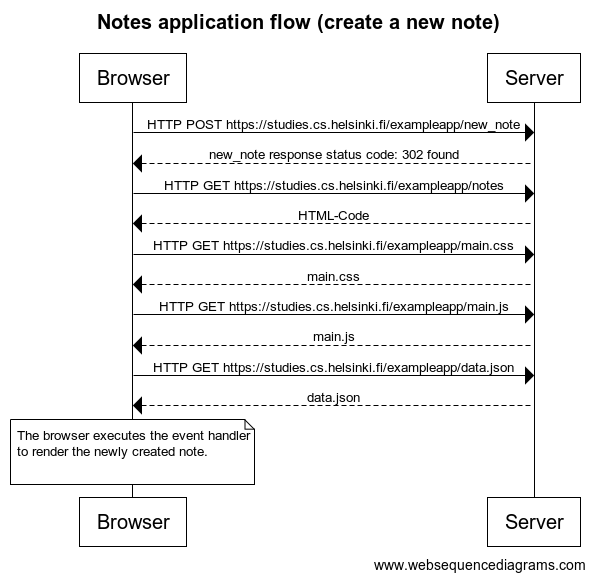 Notes application flow (create a new note)
Browser
Server
HTTP POST https://studies.cs.helsinki.fi/exampleapp/new_note
new_note response status code: 302 found
HTTP GET https://studies.cs.helsinki.fi/exampleapp/notes
HTML-Code
HTTP GET https://studies.cs.helsinki.fi/exampleapp/main.css
main.css
HTTP GET https://studies.cs.helsinki.fi/exampleapp/main.js
main.js
HTTP GET https://studies.cs.helsinki.fi/exampleapp/data.json
data.json
The browser executes the event handler
to render the newly created note.
Browser
Server
www.websequencediagrams.com